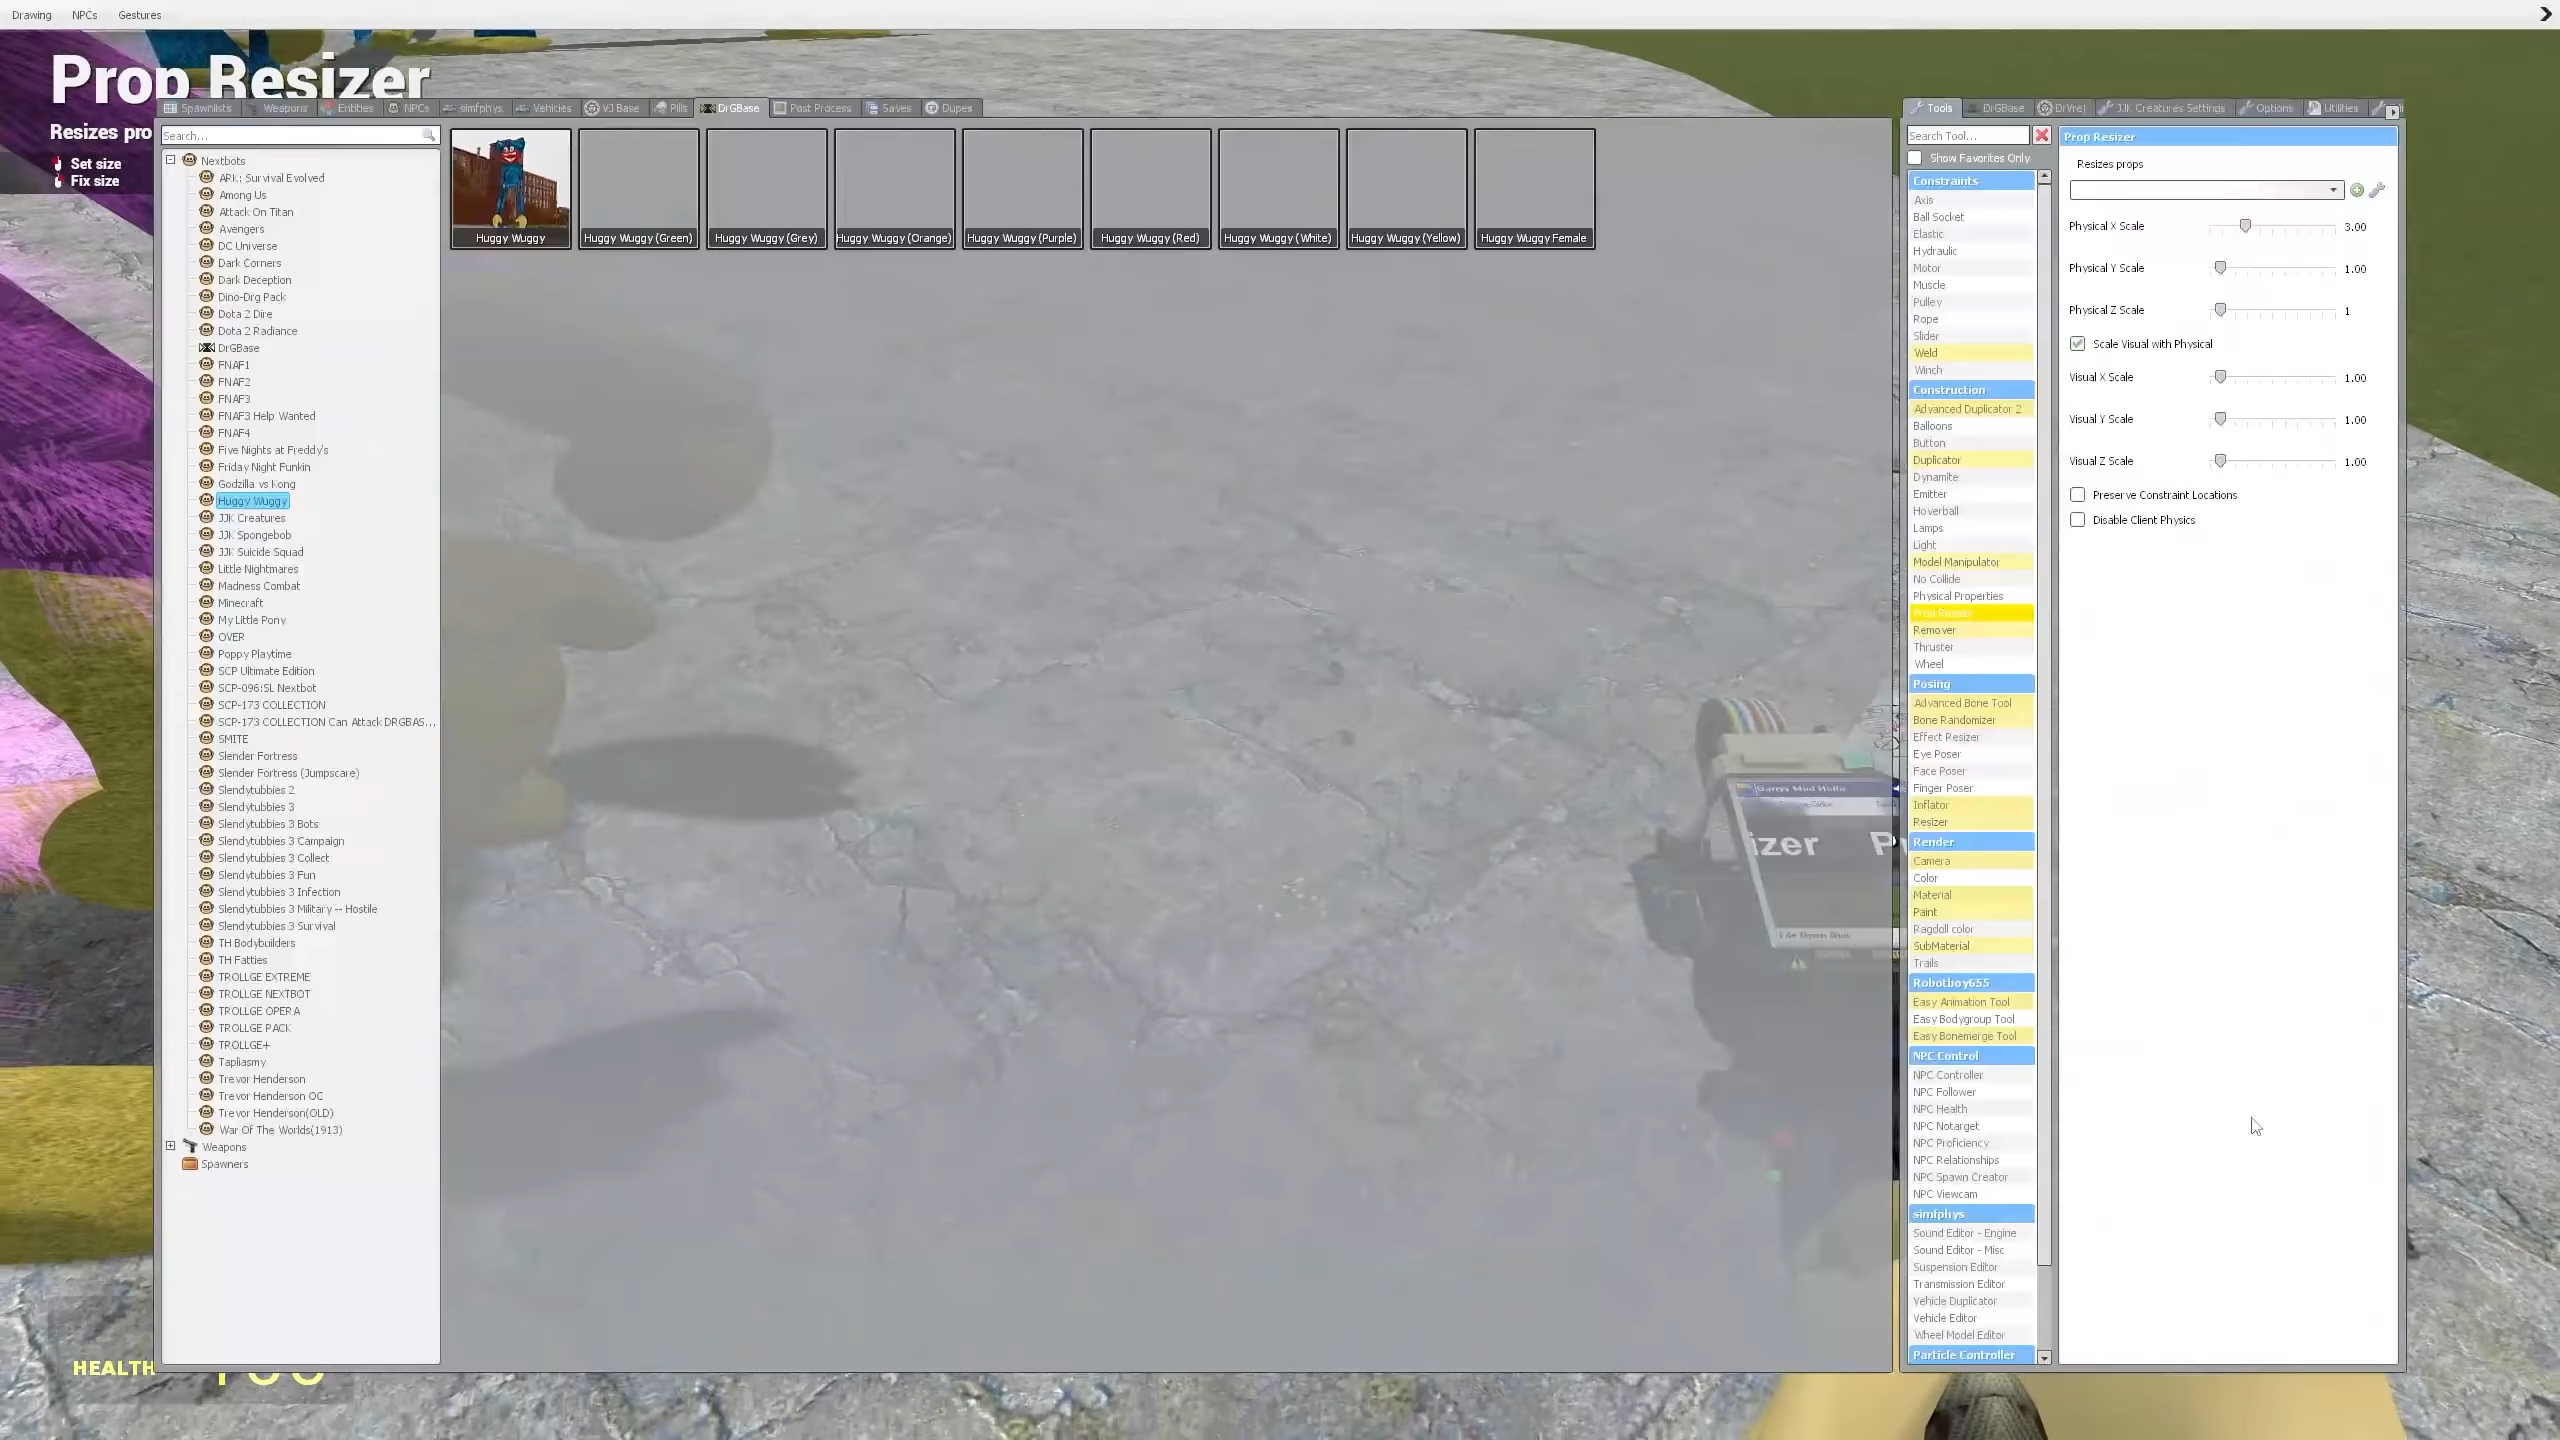 Drawing NPCs Gestures
Prop Resizer
Resizes pro
Set size
Fix size
Spawnlists Weapons Entities NPCs simfphys Vehicles VJ Base Pills DrGBase Post Process Saves Dupes
Search...
Nextbots
ARK: Survival Evolved
Among Us
Attack On Titan
Avengers
DC Universe
Dark Corners
Dark Deception
Dino-Drg Pack
Dota 2 Dire
Dota 2 Radiance
DrGBase
FNAF1
FNAF2
FNAF3
FNAF3 Help Wanted
FNAF4
Five Nights at Freddy's
Friday Night Funkin
Godzilla vs Kong
Huggy Wuggy
JJK Creatures
JJK Spongebob
JJK Suicide Squad
Little Nightmares
Madness Combat
Minecraft
My Little Pony
OVER
Poppy Playtime
SCP Ultimate Edition
SCP-096:SL Nextbot
SCP-173 COLLECTION
SCP-173 COLLECTION Can Attack DRGBAS...
SMITE
Slender Fortress
Slender Fortress (Jumpscare)
Slendytubbies 2
Slendytubbies 3
Slendytubbies 3 Bots
Slendytubbies 3 Campaign
Slendytubbies 3 Collect
Slendytubbies 3 Fun
Slendytubbies 3 Infection
Slendytubbies 3 Military -- Hostile
Slendytubbies 3 Survival
TH Bodybuilders
TH Fatties
TROLLGE EXTREME
TROLLGE NEXTBOT
TROLLGE OPERA
TROLLGE PACK
TROLLGE+
Tapliasmy
Trevor Henderson
Trevor Henderson OC
Trevor Henderson(OLD)
War Of The Worlds(1913)
Weapons
Spawners
Huggy Wuggy Huggy Wuggy (Green) Huggy Wuggy (Grey) Huggy Wuggy (Orange) Huggy Wuggy (Purple) Huggy Wuggy (Red) Huggy Wuggy (White) Huggy Wuggy (Yellow) Huggy Wuggy Female
izer P
HEALTH 100
Tools DrGBase DrVrej JJK Creatures Settings Options Utilities
Search Tool...
Show Favorites Only
Constraints
Axis
Ball Socket
Elastic
Hydraulic
Motor
Muscle
Pulley
Rope
Slider
Weld
Winch
Construction
Advanced Duplicator 2
Balloons
Button
Duplicator
Dynamite
Emitter
Hoverball
Lamps
Light
Model Manipulator
No Collide
Physical Properties
Prop Resizer
Remover
Thruster
Wheel
Posing
Advanced Bone Tool
Bone Randomizer
Effect Resizer
Eye Poser
Face Poser
Finger Poser
Inflator
Resizer
Render
Camera
Color
Material
Paint
Ragdoll color
SubMaterial
Trails
Robotboy655
Easy Animation Tool
Easy Bodygroup Tool
Easy Bonemerge Tool
NPC Control
NPC Controller
NPC Follower
NPC Health
NPC Notarget
NPC Proficiency
NPC Relationships
NPC Spawn Creator
NPC Viewcam
simfphys
Sound Editor - Engine
Sound Editor - Misc
Suspension Editor
Transmission Editor
Vehicle Duplicator
Vehicle Editor
Wheel Model Editor
Particle Controller
Prop Resizer
Resizes props
Physical X Scale 3.00
Physical Y Scale 1.00
Physical Z Scale 1
Scale Visual with Physical
Visual X Scale 1.00
Visual Y Scale 1.00
Visual Z Scale 1.00
Preserve Constraint Locations
Disable Client Physics